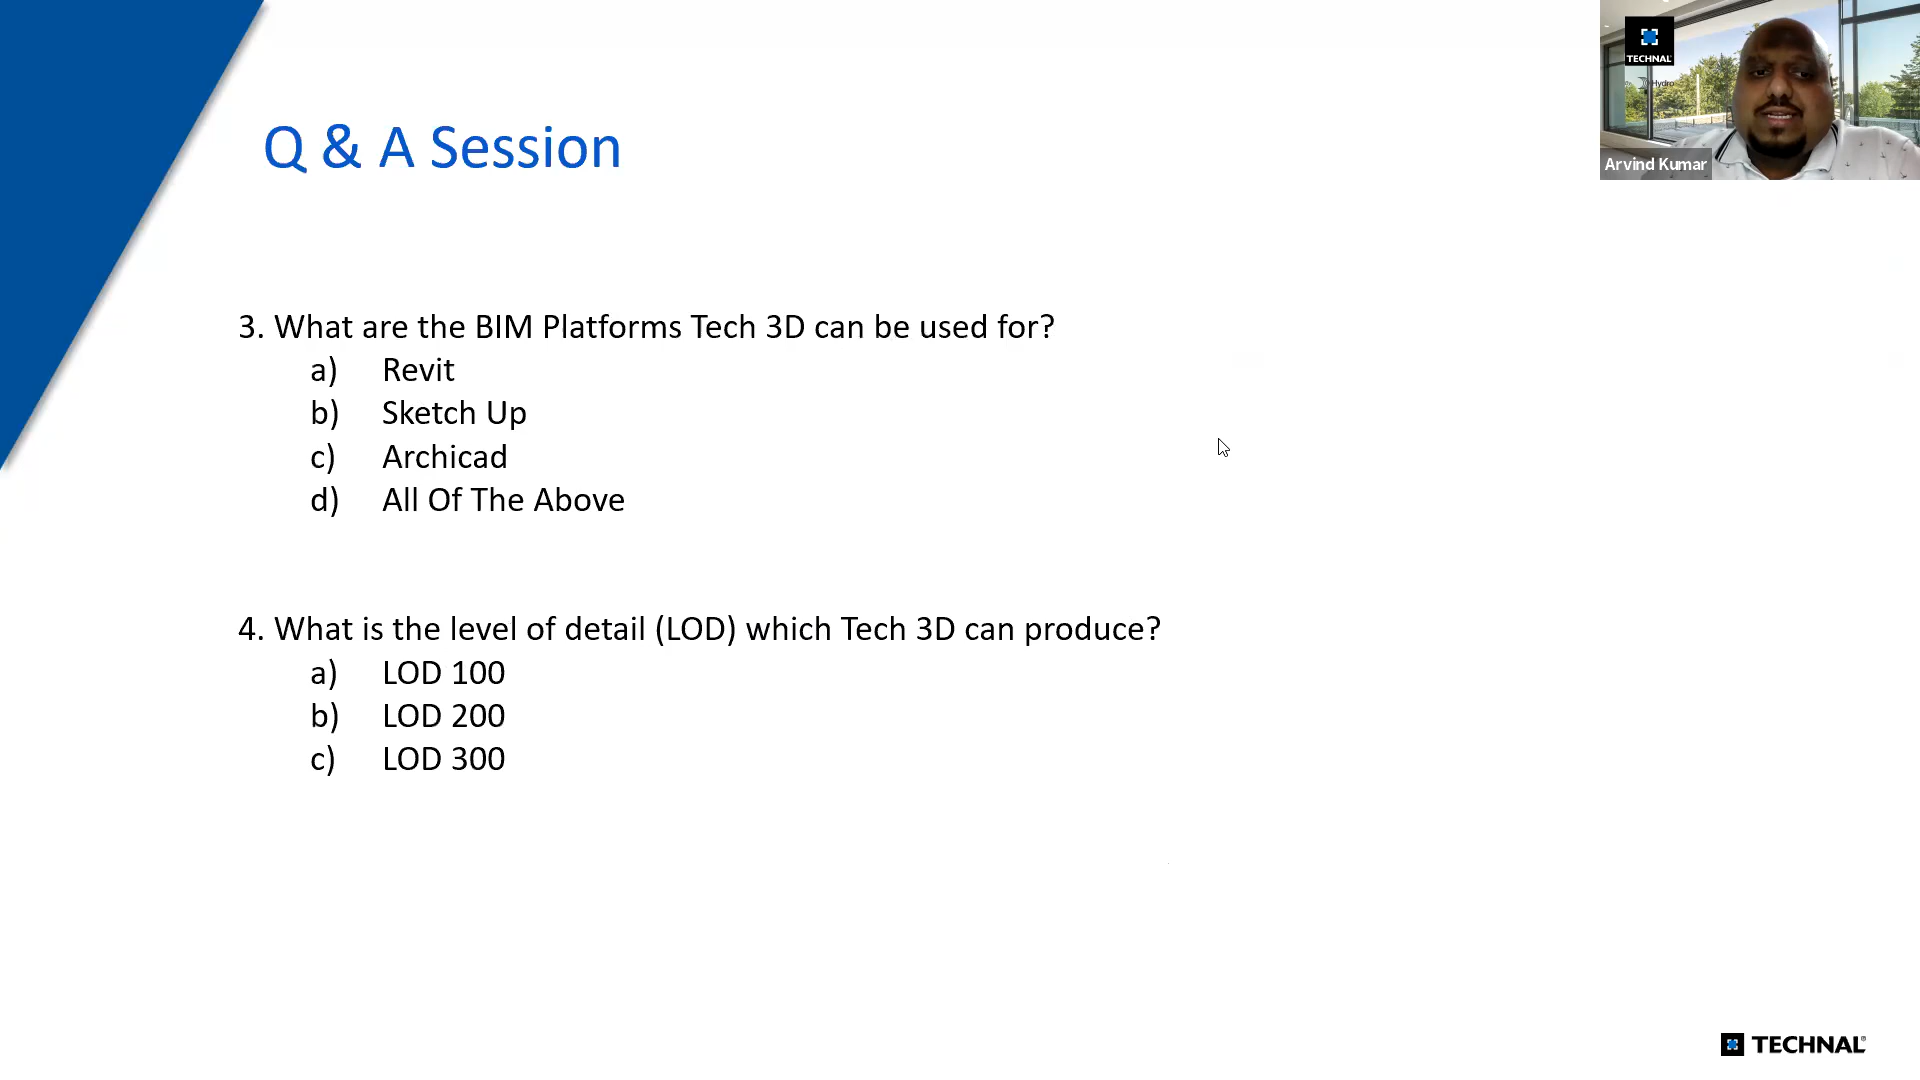 Q & A Session
TECHNAL
Hydro
Arvind Kumar
3. What are the BIM Platforms Tech 3D can be used for?
a) Revit
b) Sketch Up
c) Archicad
d) All Of The Above
4. What is the level of detail (LOD) which Tech 3D can produce?
a) LOD 100
b) LOD 200
c) LOD 300
TECHNAL®